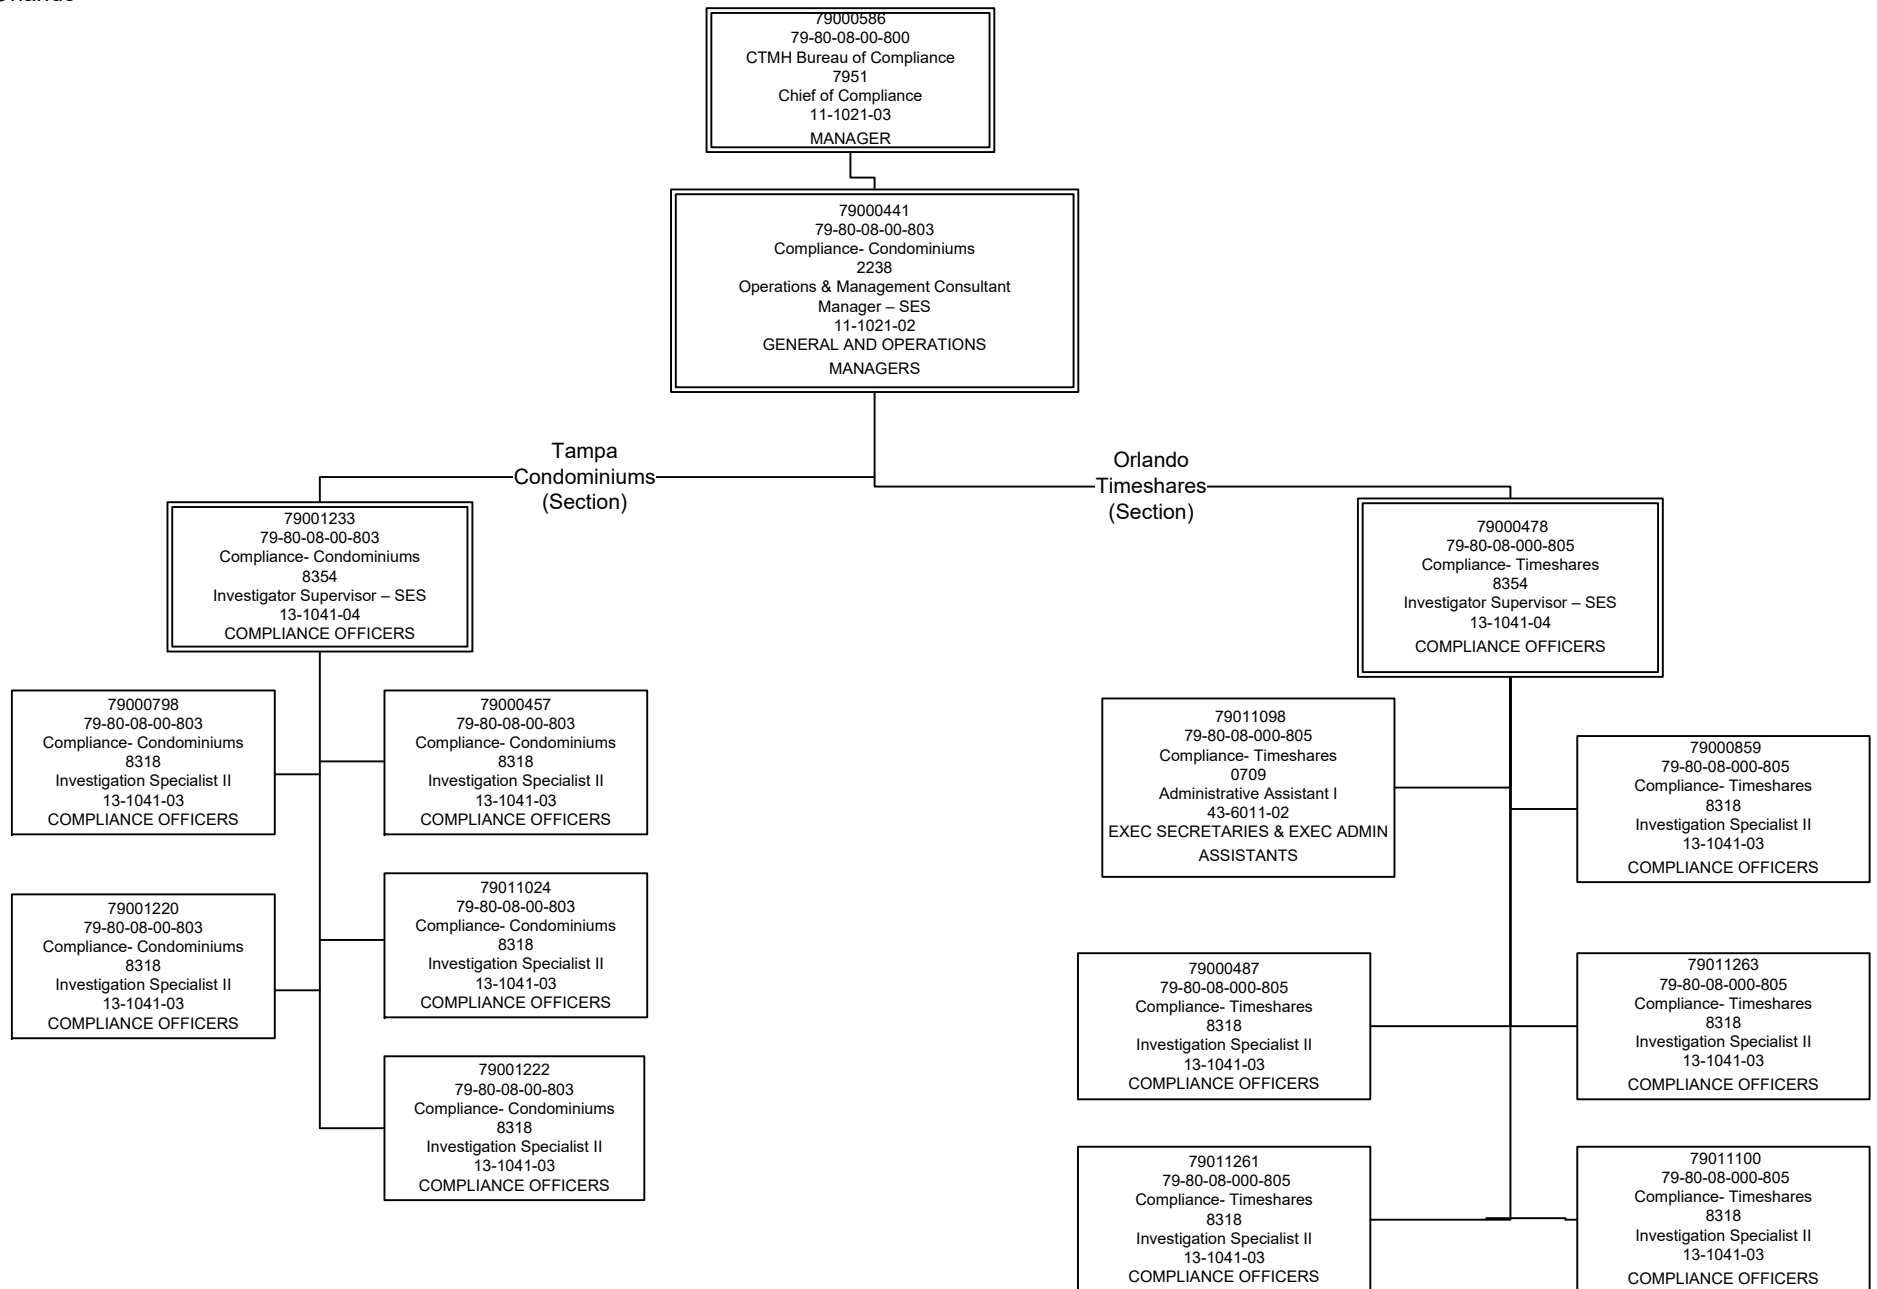 79000586
79-80-08-00-800
CTMH Bureau of Compliance
7951
Chief of Compliance
11-1021-03
MANAGER
79000441
79-80-08-00-803
Compliance- Condominiums
2238
Operations & Management Consultant
Manager – SES
11-1021-02
GENERAL AND OPERATIONS
MANAGERS
Tampa
Condominiums
(Section)
Orlando
Timeshares
(Section)
79001233
79-80-08-00-803
Compliance- Condominiums
8354
Investigator Supervisor – SES
13-1041-04
COMPLIANCE OFFICERS
79000478
79-80-08-000-805
Compliance- Timeshares
8354
Investigator Supervisor – SES
13-1041-04
COMPLIANCE OFFICERS
79000798
79-80-08-00-803
Compliance- Condominiums
8318
Investigation Specialist II
13-1041-03
COMPLIANCE OFFICERS
79000457
79-80-08-00-803
Compliance- Condominiums
8318
Investigation Specialist II
13-1041-03
COMPLIANCE OFFICERS
79011098
79-80-08-000-805
Compliance- Timeshares
0709
Administrative Assistant I
43-6011-02
EXEC SECRETARIES & EXEC ADMIN
ASSISTANTS
79000859
79-80-08-000-805
Compliance- Timeshares
8318
Investigation Specialist II
13-1041-03
COMPLIANCE OFFICERS
79001220
79-80-08-00-803
Compliance- Condominiums
8318
Investigation Specialist II
13-1041-03
COMPLIANCE OFFICERS
79011024
79-80-08-00-803
Compliance- Condominiums
8318
Investigation Specialist II
13-1041-03
COMPLIANCE OFFICERS
79000487
79-80-08-000-805
Compliance- Timeshares
8318
Investigation Specialist II
13-1041-03
COMPLIANCE OFFICERS
79011263
79-80-08-000-805
Compliance- Timeshares
8318
Investigation Specialist II
13-1041-03
COMPLIANCE OFFICERS
79001222
79-80-08-00-803
Compliance- Condominiums
8318
Investigation Specialist II
13-1041-03
COMPLIANCE OFFICERS
79011261
79-80-08-000-805
Compliance- Timeshares
8318
Investigation Specialist II
13-1041-03
COMPLIANCE OFFICERS
79011100
79-80-08-000-805
Compliance- Timeshares
8318
Investigation Specialist II
13-1041-03
COMPLIANCE OFFICERS